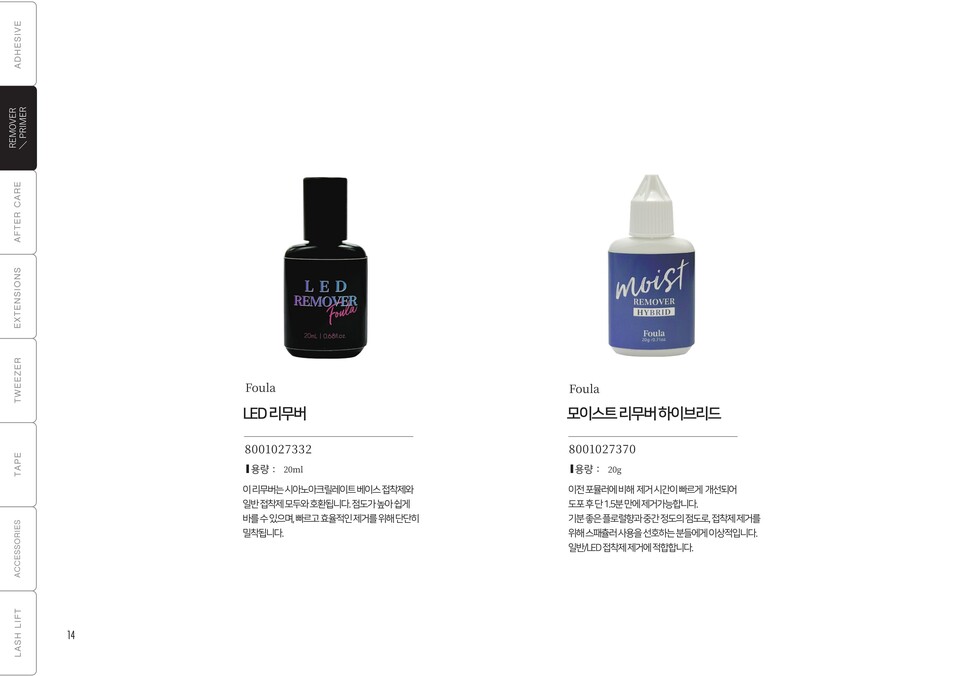 ADHESIVE
REMOVER
/ PRIMER
AFTER CARE
EXTENSIONS
TWEEZER
TAPE
ACCESSORIES
LASH LIFT
LED
REMOVER
Foula
20mL | 0.68fl.oz.
Foula
LED 리무버
8001027332
용량 : 20ml
이 리무버는 시아노아크릴레이트 베이스 접착제와
일반 접착제 모두와 호환됩니다. 점도가 높아 쉽게
바를 수 있으며, 빠르고 효율적인 제거를 위해 단단히
밀착됩니다.
moist
REMOVER
HYBRID
Foula
20g · 0.71oz
Foula
모이스트 리무버 하이브리드
8001027370
용량 : 20g
이전 포뮬러에 비해 제거 시간이 빠르게 개선되어
도포 후 단 1.5분 만에 제거가능합니다.
기분 좋은 플로럴향과 중간 정도의 점도로, 접착제 제거를
위해 스패츌러 사용을 선호하는 분들에게 이상적입니다.
일반/LED 접착제 제거에 적합합니다.
14